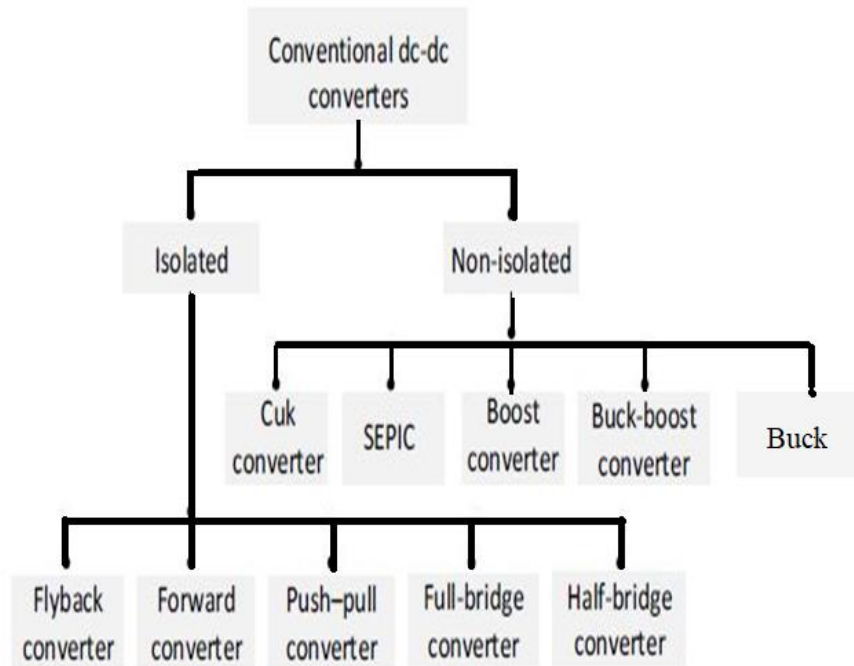 Conventional dc-dc
converters
Isolated
Non-isolated
Cuk
converter
SEPIC
Boost
converter
Buck-boost
converter
Buck
Flyback
converter
Forward
converter
Push–pull
converter
Full-bridge
converter
Half-bridge
converter